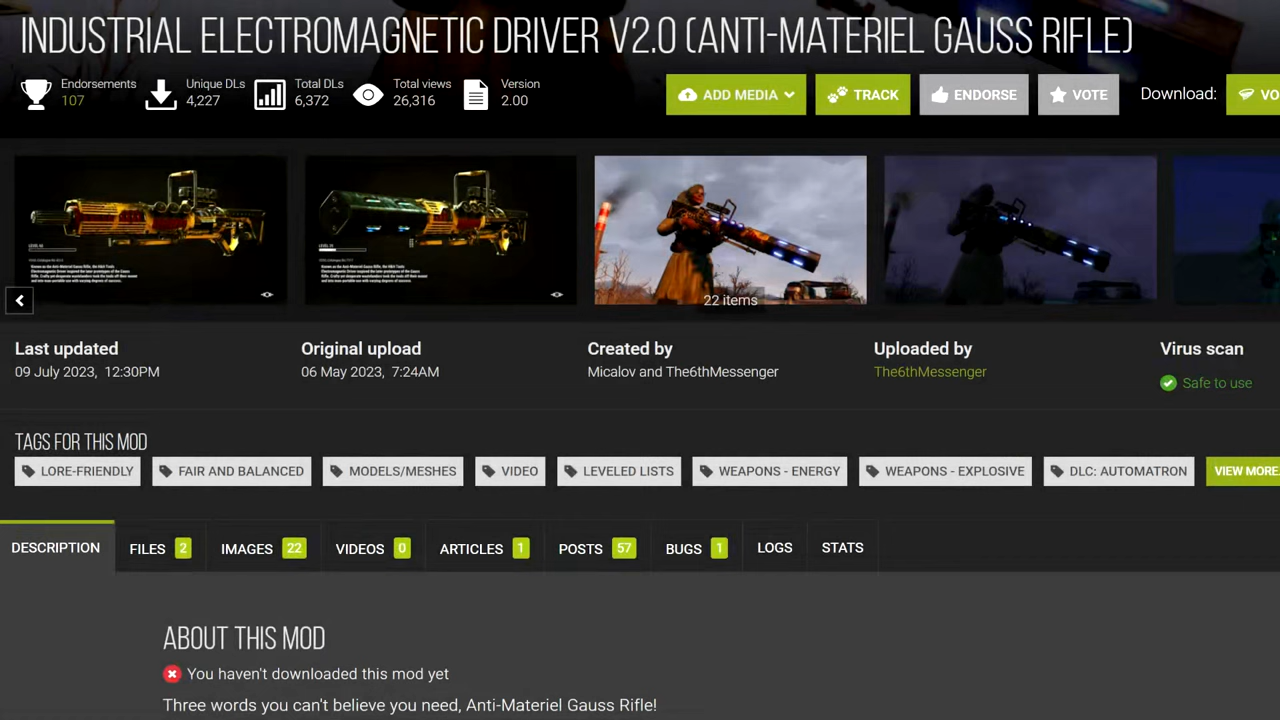 INDUSTRIAL ELECTROMAGNETIC DRIVER V2.0 (ANTI-MATERIEL GAUSS RIFLE)
Endorsements Unique DLs Total DLs Total views Version
107 4,227 6,372 26,316 2.00
ADD MEDIA TRACK ENDORSE VOTE Download: VO
22 items
Last updated Original upload Created by Uploaded by Virus scan
09 July 2023, 12:30PM 06 May 2023, 7:24AM Micalov and The6thMessenger The6thMessenger Safe to use
TAGS FOR THIS MOD
LORE-FRIENDLY FAIR AND BALANCED MODELS/MESHES VIDEO LEVELED LISTS WEAPONS - ENERGY WEAPONS - EXPLOSIVE DLC: AUTOMATRON VIEW MORE
DESCRIPTION FILES 2 IMAGES 22 VIDEOS 0 ARTICLES 1 POSTS 57 BUGS 1 LOGS STATS
ABOUT THIS MOD
You haven't downloaded this mod yet
Three words you can't believe you need, Anti-Materiel Gauss Rifle!